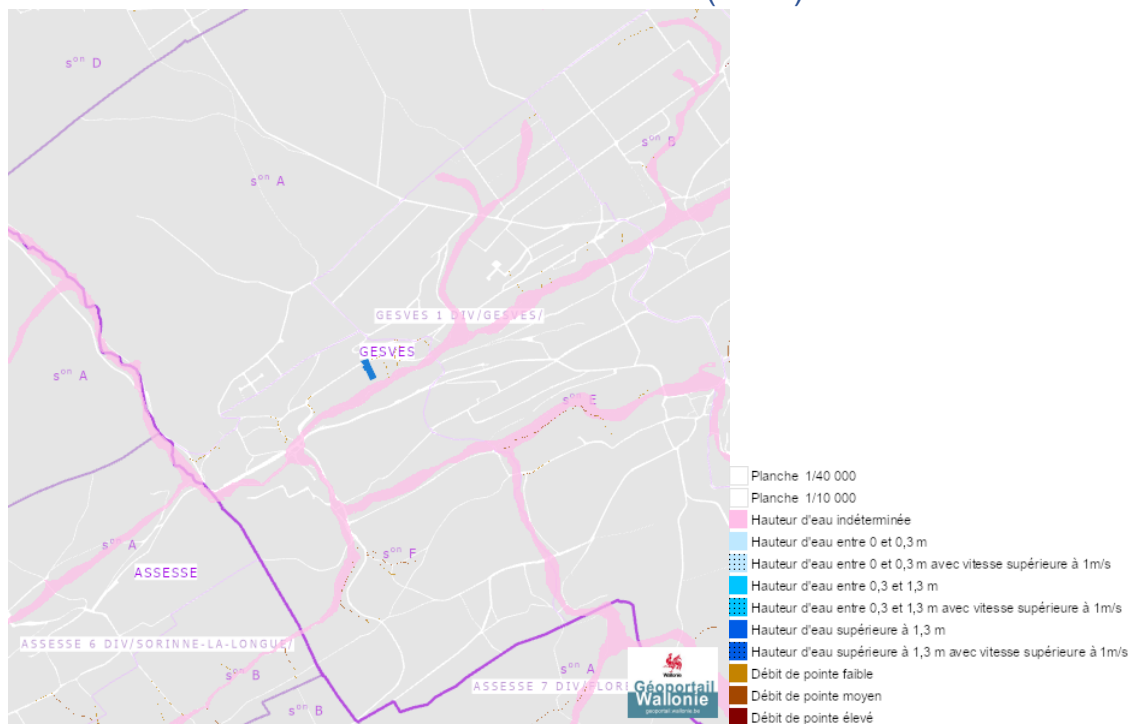 sᵒⁿ D
sᵒⁿ B
sᵒⁿ A
GESVES 1 DIV/GESVES/
GESVES
sᵒⁿ A
sᵒⁿ E
sᵒⁿ A
sᵒⁿ F
ASSESSE
ASSESSE 6 DIV/SORINNE-LA-LONGUE/
sᵒⁿ B
sᵒⁿ A
ASSESSE 7 DIV/FLORE
sᵒⁿ B
Wallonie
Géoportail
Wallonie
geoportail.wallonie.be
Planche 1/40 000
Planche 1/10 000
Hauteur d'eau indéterminée
Hauteur d'eau entre 0 et 0,3 m
Hauteur d'eau entre 0 et 0,3 m avec vitesse supérieure à 1m/s
Hauteur d'eau entre 0,3 et 1,3 m
Hauteur d'eau entre 0,3 et 1,3 m avec vitesse supérieure à 1m/s
Hauteur d'eau supérieure à 1,3 m
Hauteur d'eau supérieure à 1,3 m avec vitesse supérieure à 1m/s
Débit de pointe faible
Débit de pointe moyen
Débit de pointe élevé